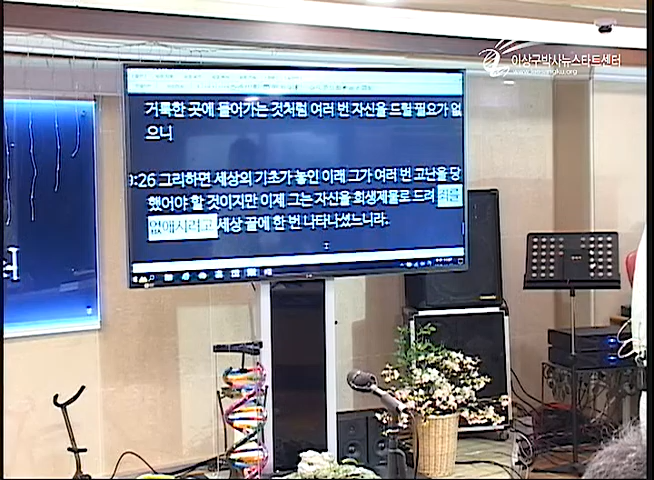 이상구박사뉴스타트센터
거룩한 곳에 들어가는 것처럼 여러 번 자신을 드릴 필요가 없
으니
9:26 그리하면 세상의 기초가 놓인 이래 그가 여러 번 고난을 당
했어야 할 것이지만 이제 그는 자신을 희생제물로 드려 죄를
없애시려고 세상 끝에 한 번 나타나셨느니라.